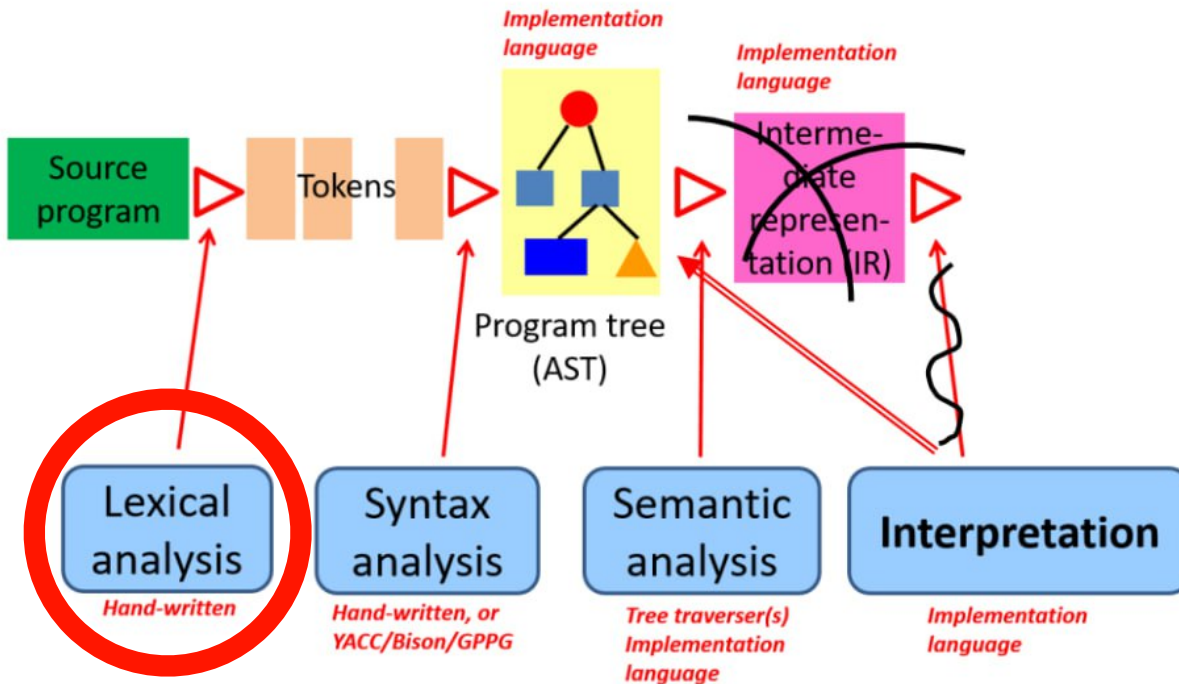 Implementation
language
Implementation
language
Source
program
Tokens
Interme-
diate
represen-
tation (IR)
Program tree
(AST)
Lexical
analysis
Syntax
analysis
Semantic
analysis
Interpretation
Hand-written
Hand-written, or
YACC/Bison/GPPG
Tree traverser(s)
Implementation
language
Implementation
language